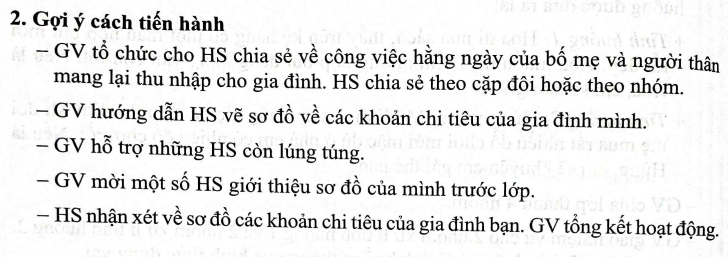 2. Gợi ý cách tiến hành
– GV tổ chức cho HS chia sẻ về công việc hằng ngày của bố mẹ và người thân
mang lại thu nhập cho gia đình. HS chia sẻ theo cặp đôi hoặc theo nhóm.
– GV hướng dẫn HS vẽ sơ đồ về các khoản chi tiêu của gia đình mình.
– GV hỗ trợ những HS còn lúng túng.
– GV mời một số HS giới thiệu sơ đồ của mình trước lớp.
– HS nhận xét về sơ đồ các khoản chi tiêu của gia đình bạn. GV tổng kết hoạt động.